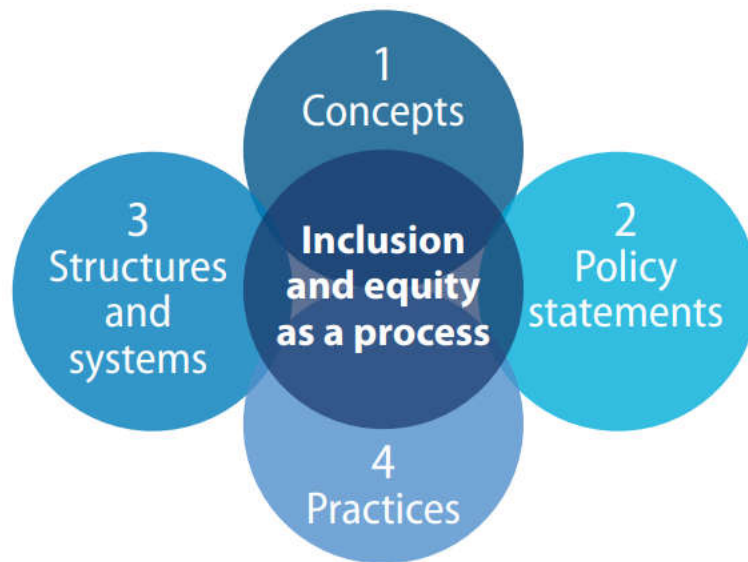 1
Concepts
Inclusion
and equity
as a process
2
Policy
statements
3
Structures
and
systems
4
Practices